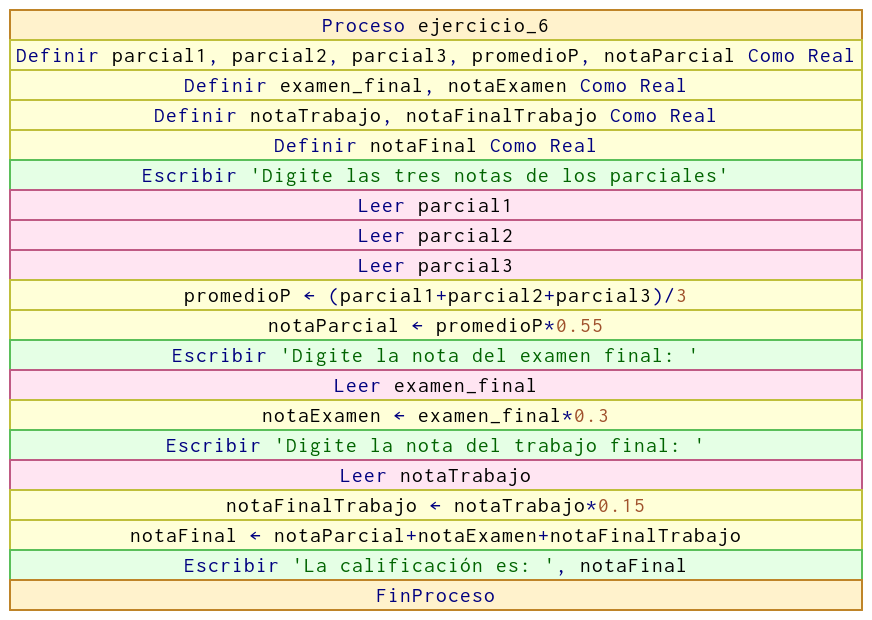 Proceso ejercicio_6
Definir parcial1, parcial2, parcial3, promedioP, notaParcial Como Real
Definir examen_final, notaExamen Como Real
Definir notaTrabajo, notaFinalTrabajo Como Real
Definir notaFinal Como Real
Escribir 'Digite las tres notas de los parciales'
Leer parcial1
Leer parcial2
Leer parcial3
promedioP ← (parcial1+parcial2+parcial3)/3
notaParcial ← promedioP*0.55
Escribir 'Digite la nota del examen final: '
Leer examen_final
notaExamen ← examen_final*0.3
Escribir 'Digite la nota del trabajo final: '
Leer notaTrabajo
notaFinalTrabajo ← notaTrabajo*0.15
notaFinal ← notaParcial+notaExamen+notaFinalTrabajo
Escribir 'La calificación es: ', notaFinal
FinProceso